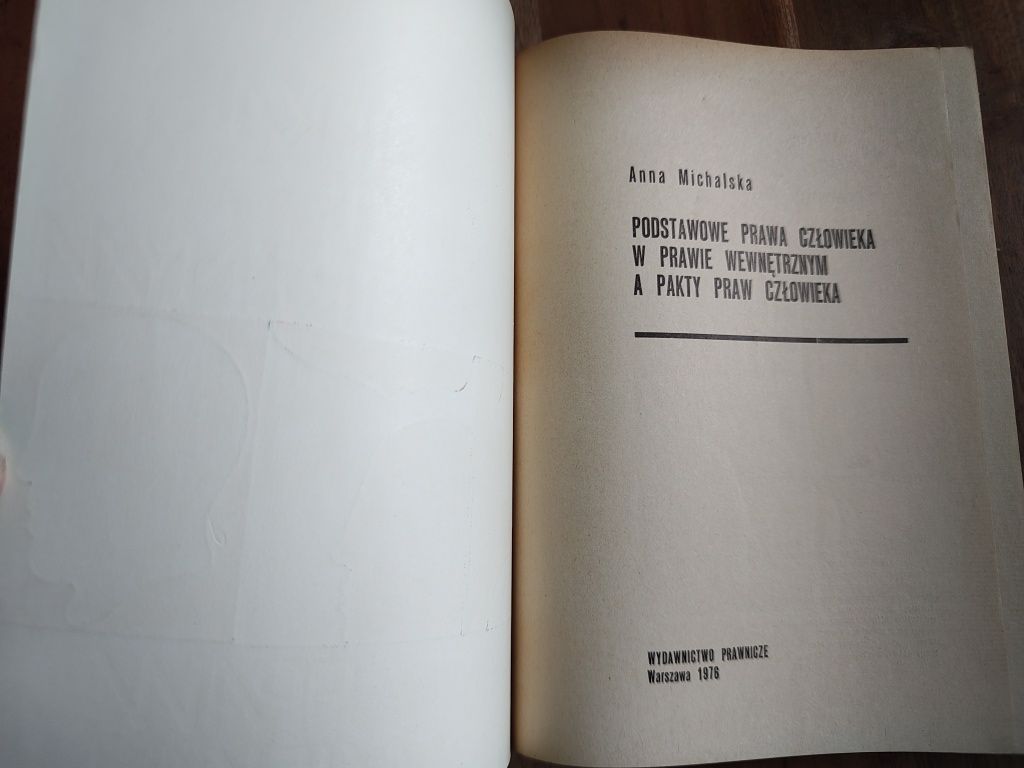 Anna Michalska
PODSTAWOWE PRAWA CZŁOWIEKA
W PRAWIE WEWNĘTRZNYM
A PAKTY PRAW CZŁOWIEKA
WYDAWNICTWO PRAWNICZE
Warszawa 1976